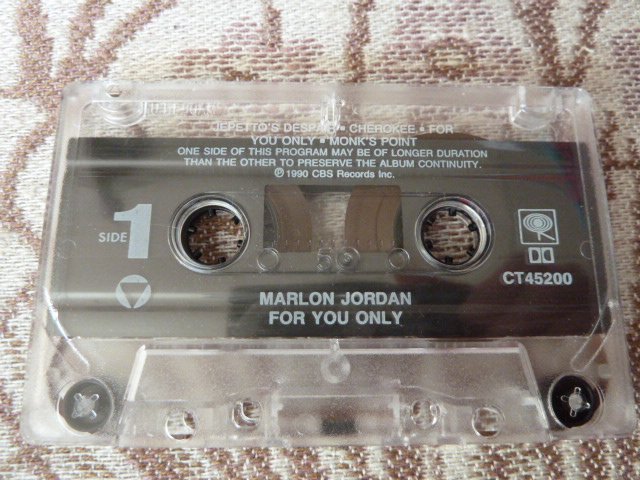 JEPETTO'S DESPAIR • CHEROKEE • FOR
YOU ONLY • MONK'S POINT
ONE SIDE OF THIS PROGRAM MAY BE OF LONGER DURATION
THAN THE OTHER TO PRESERVE THE ALBUM CONTINUITY.
℗ 1990 CBS Records Inc.
SIDE 1
CT45200
MARLON JORDAN
FOR YOU ONLY